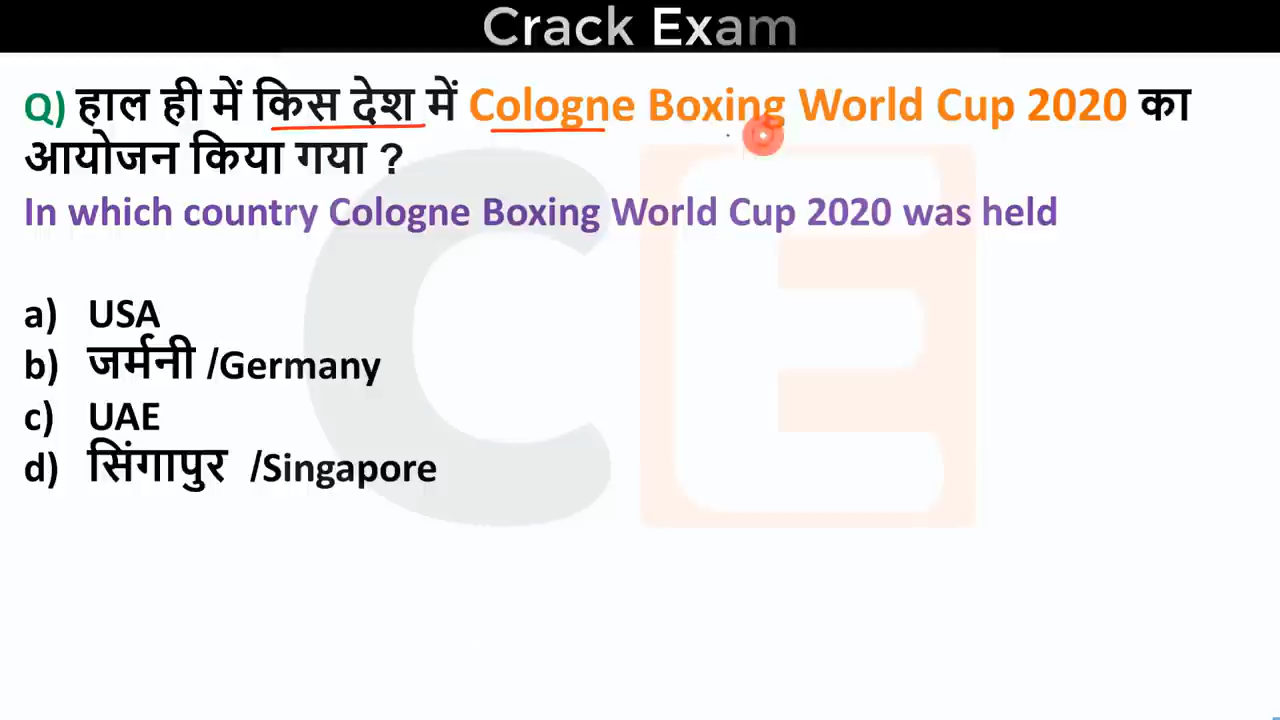 Crack Exam
Q) हाल ही में किस देश में Cologne Boxing World Cup 2020 का
आयोजन किया गया ?
In which country Cologne Boxing World Cup 2020 was held
a) USA
b) जर्मनी /Germany
c) UAE
d) सिंगापुर /Singapore
CE